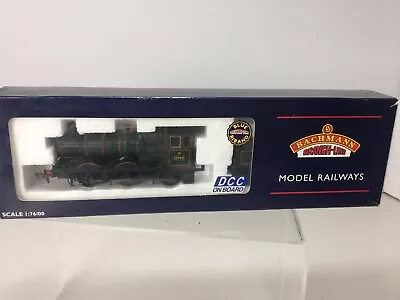 BLUE
RIBAND
B
BACHMANN
BRANCH-LINE
MODEL RAILWAYS
DCC
ON BOARD
SCALE 1:76/00